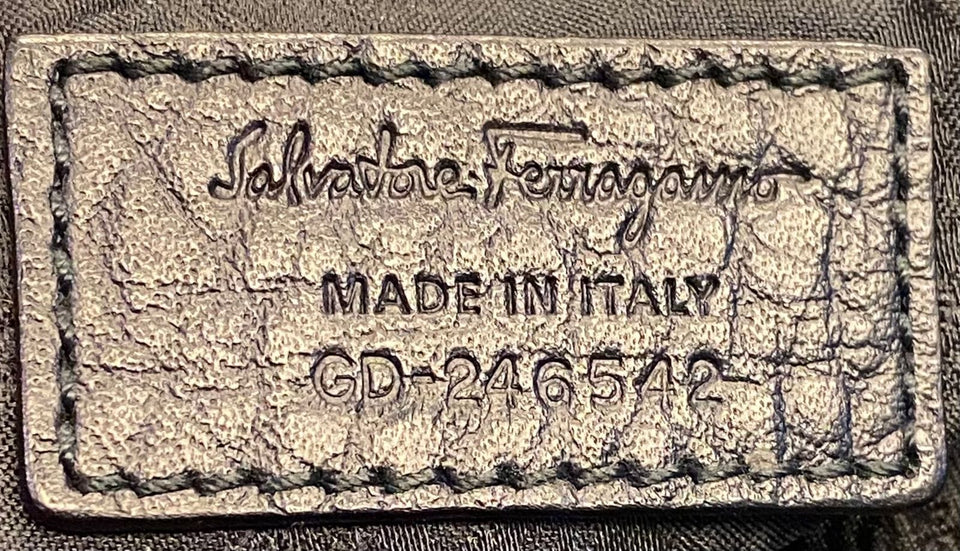 Salvatore Ferragamo
MADE IN ITALY
GD-246542